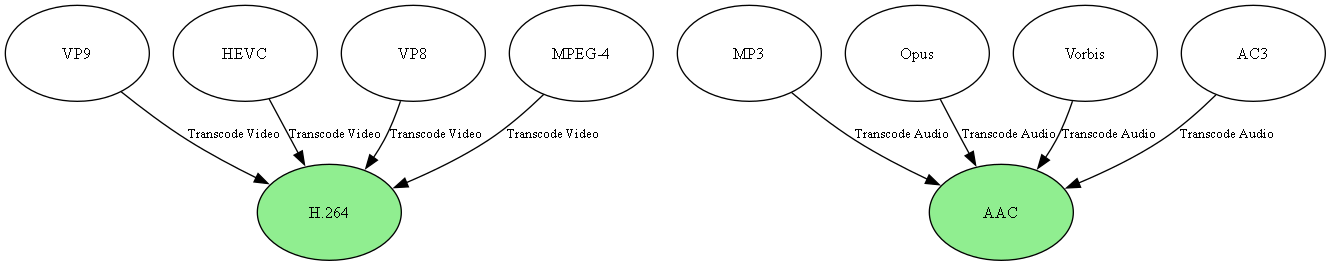 VP9
HEVC
VP8
MPEG-4
MP3
Opus
Vorbis
AC3
Transcode Video
Transcode Video
Transcode Video
Transcode Video
Transcode Audio
Transcode Audio
Transcode Audio
Transcode Audio
H.264
AAC